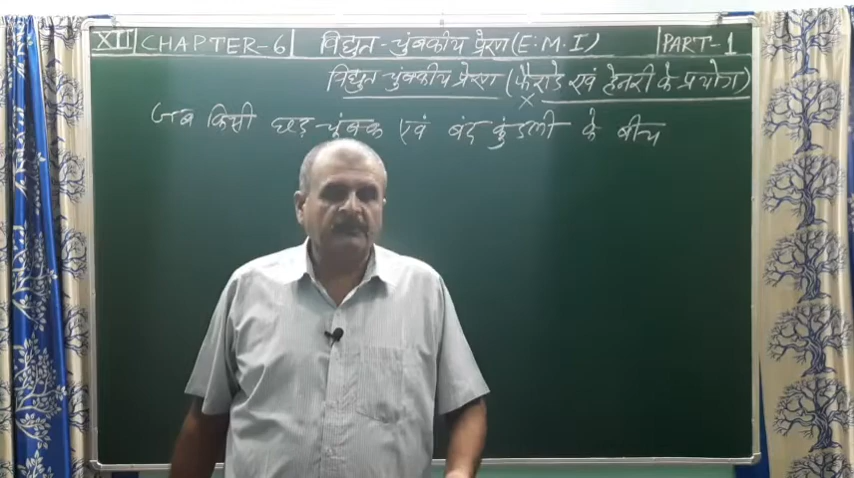 XII CHAPTER-6 विद्युत-चुंबकीय प्रेरण (E.M.I) PART-1
विद्युत चुंबकीय प्रेरण (फैराडे एवं हेनरी के प्रयोग)
जब किसी छड़ चुंबक एवं बंद कुंडली के बीच